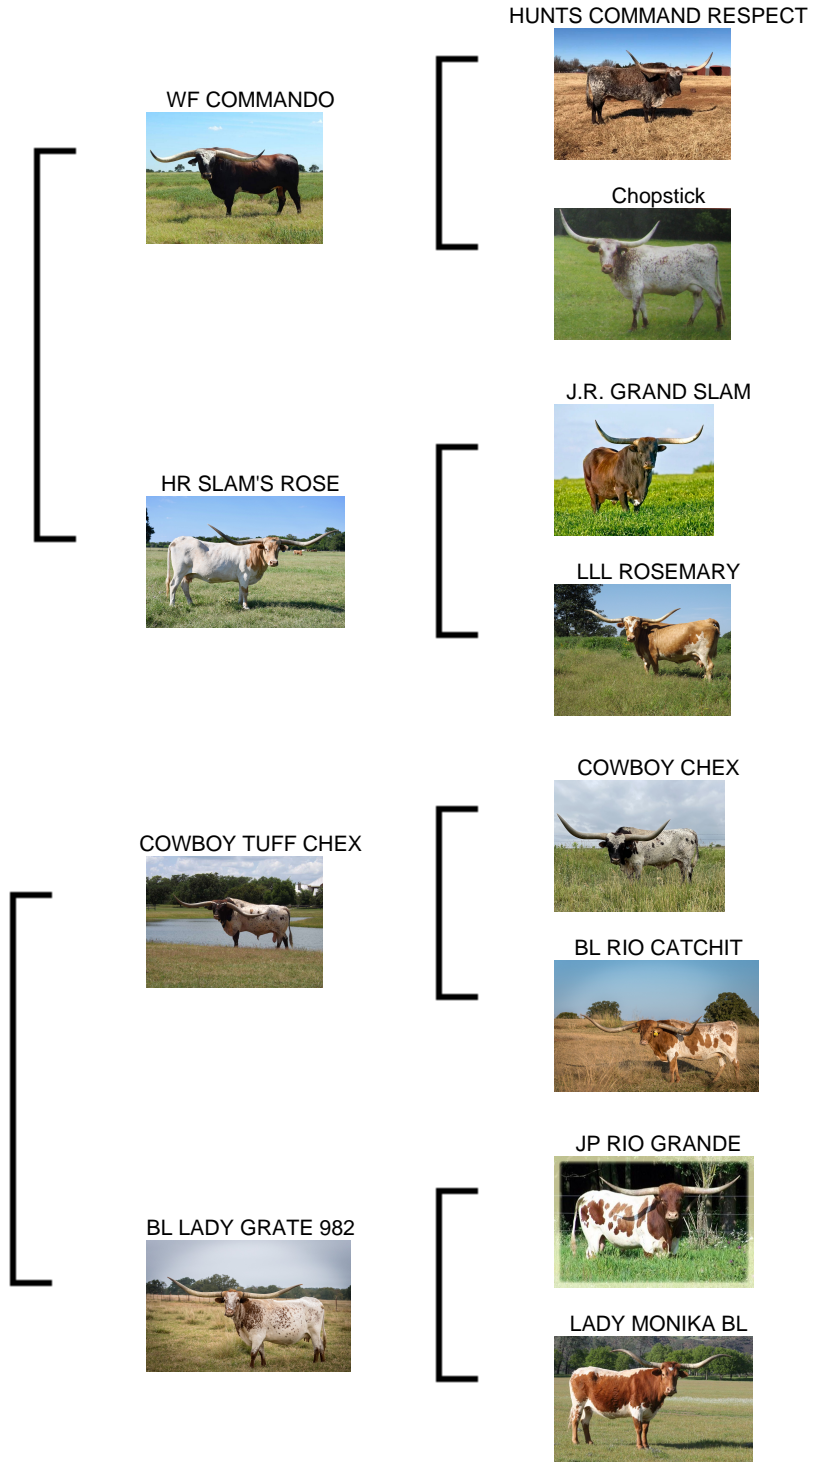 HUNTS COMMAND RESPECT
WF COMMANDO
Chopstick
J.R. GRAND SLAM
HR SLAM'S ROSE
LLL ROSEMARY
COWBOY CHEX
COWBOY TUFF CHEX
BL RIO CATCHIT
JP RIO GRANDE
BL LADY GRATE 982
LADY MONIKA BL